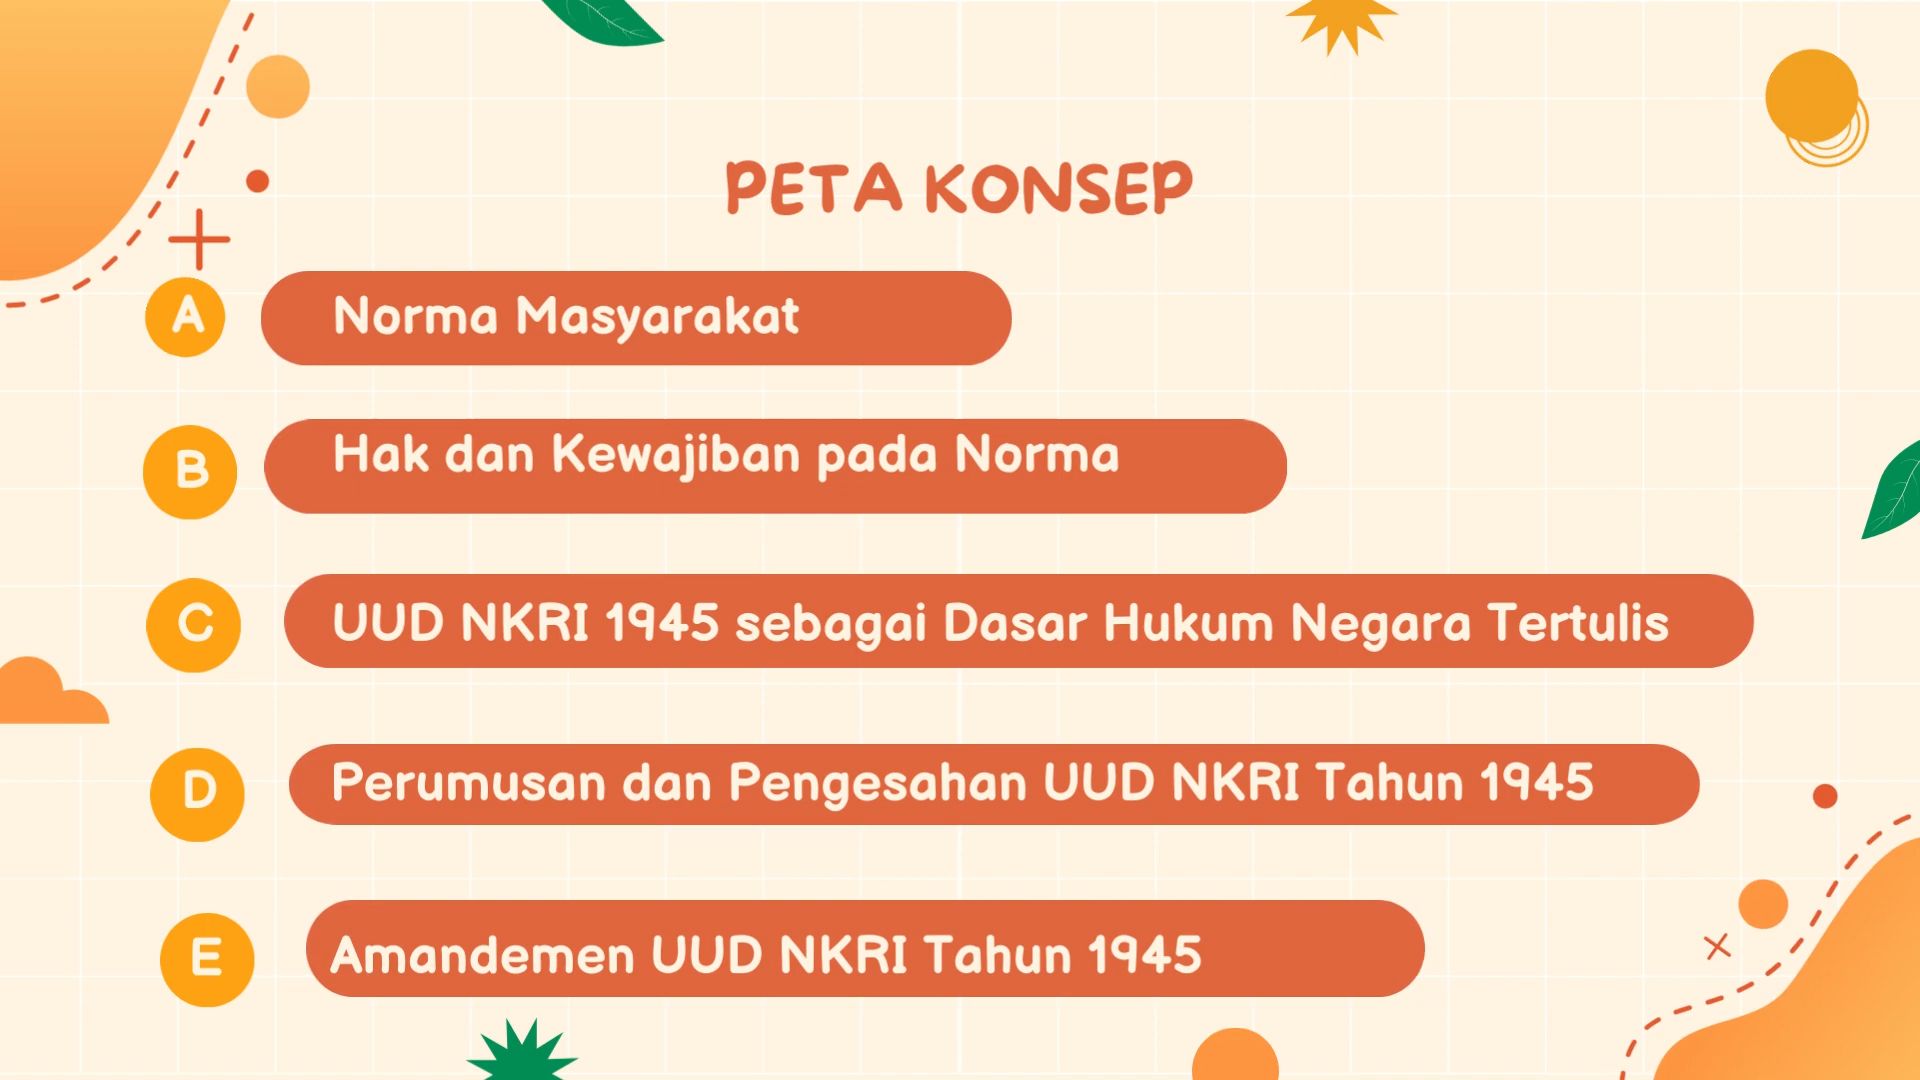 PETA KONSEP
A Norma Masyarakat
B Hak dan Kewajiban pada Norma
C UUD NKRI 1945 sebagai Dasar Hukum Negara Tertulis
D Perumusan dan Pengesahan UUD NKRI Tahun 1945
E Amandemen UUD NKRI Tahun 1945